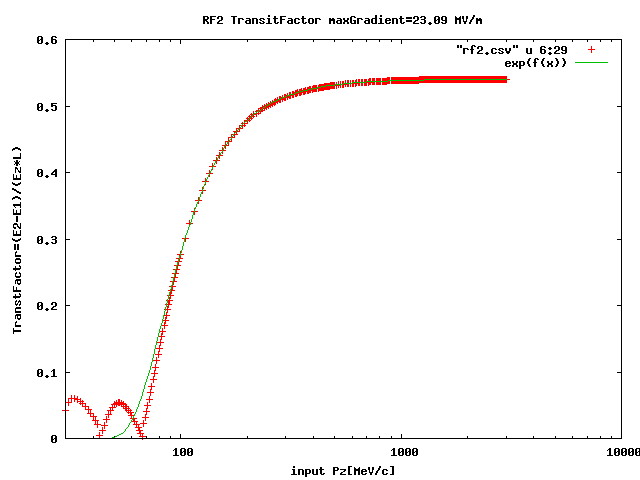 RF2 TransitFactor maxGradient=23.09 MV/m
"rf2.csv" u 6:29
exp(f(x))
TranstFactor=(E2-E1)/(Ez*L)
0.6
0.5
0.4
0.3
0.2
0.1
0
100
1000
10000
input Pz[MeV/c]